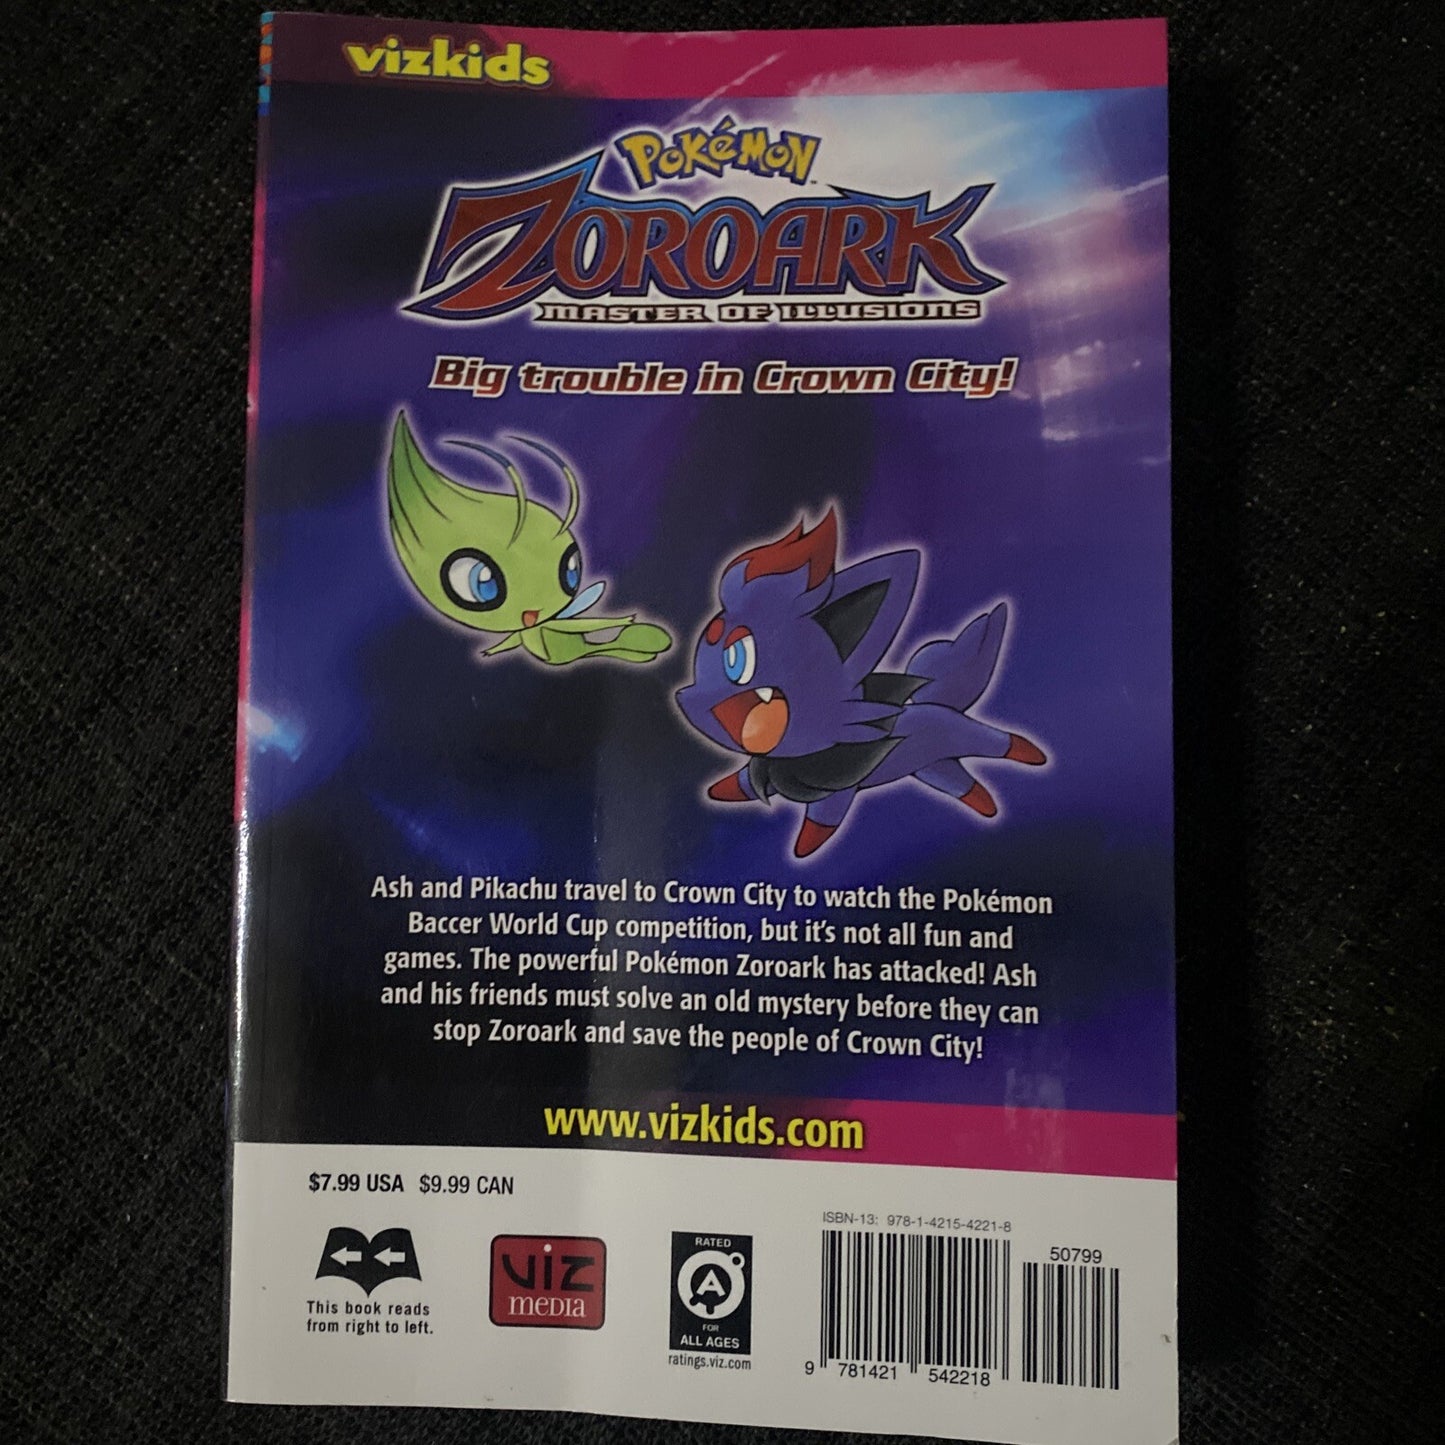 vizkids
POKéMON™
ZOROARK
MASTER OF ILLUSIONS
Big trouble in Crown City!
Ash and Pikachu travel to Crown City to watch the Pokémon
Baccer World Cup competition, but it's not all fun and
games. The powerful Pokémon Zoroark has attacked! Ash
and his friends must solve an old mystery before they can
stop Zoroark and save the people of Crown City!
www.vizkids.com
$7.99 USA $9.99 CAN
This book reads
from right to left.
viz
MEDIA
RATED
A
FOR
ALL AGES
ratings.viz.com
ISBN-13: 978-1-4215-4221-8
50799
9 781421 542218